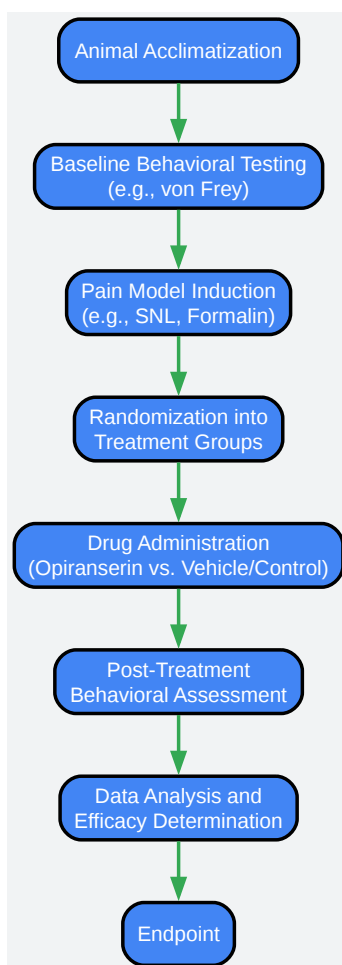 Animal Acclimatization
Baseline Behavioral Testing
(e.g., von Frey)
Pain Model Induction
(e.g., SNL, Formalin)
Randomization into
Treatment Groups
Drug Administration
(Opiranserin vs. Vehicle/Control)
Post-Treatment
Behavioral Assessment
Data Analysis and
Efficacy Determination
Endpoint